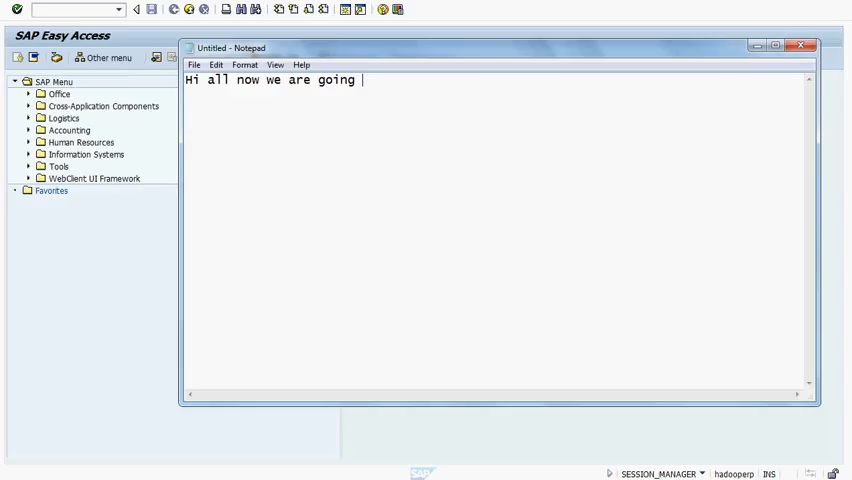 SAP Easy Access
Other menu
Untitled - Notepad
File Edit Format View Help
Hi all now we are going
SAP Menu
Office
Cross-Application Components
Logistics
Accounting
Human Resources
Information Systems
Tools
WebClient UI Framework
Favorites
SAP
SESSION_MANAGER hadooperp INS